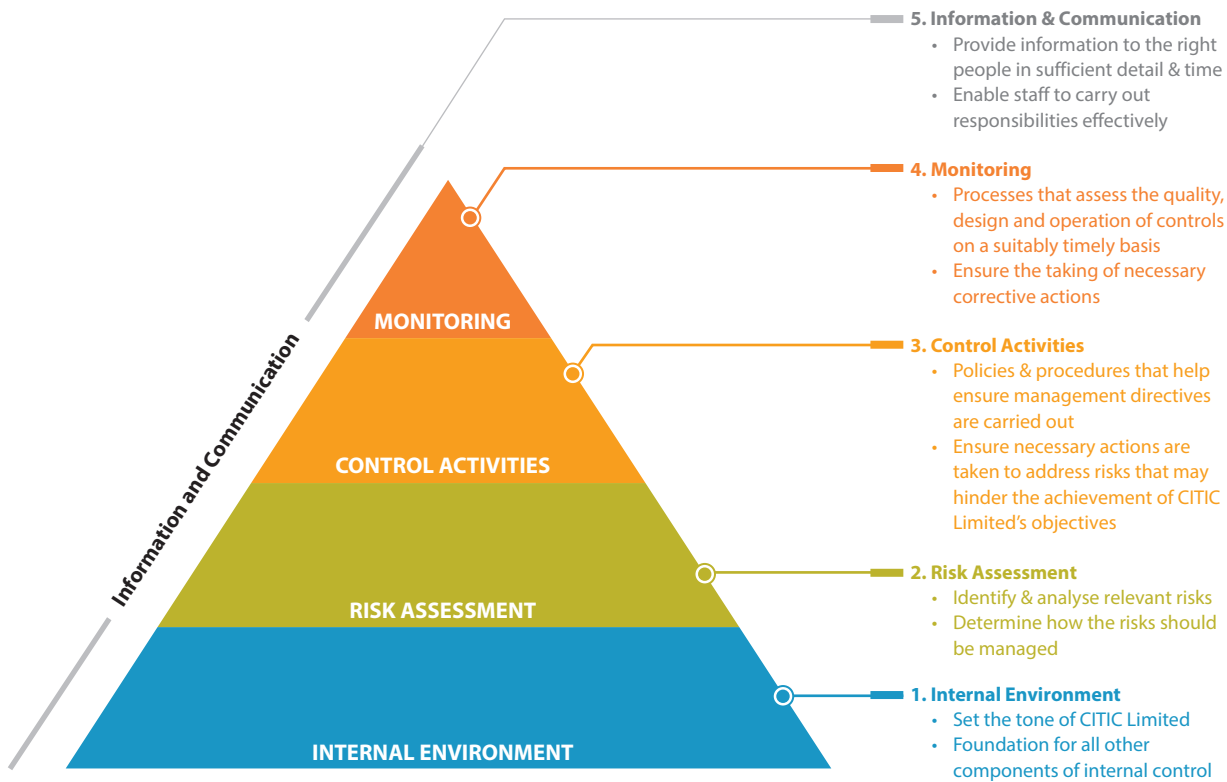 5. Information & Communication
• Provide information to the right
people in sufficient detail & time
• Enable staff to carry out
responsibilities effectively
4. Monitoring
• Processes that assess the quality,
design and operation of controls
on a suitably timely basis
• Ensure the taking of necessary
corrective actions
3. Control Activities
• Policies & procedures that help
ensure management directives
are carried out
• Ensure necessary actions are
taken to address risks that may
hinder the achievement of CITIC
Limited's objectives
2. Risk Assessment
• Identify & analyse relevant risks
• Determine how the risks should
be managed
1. Internal Environment
• Set the tone of CITIC Limited
• Foundation for all other
components of internal control
Information and Communication
MONITORING
CONTROL ACTIVITIES
RISK ASSESSMENT
INTERNAL ENVIRONMENT